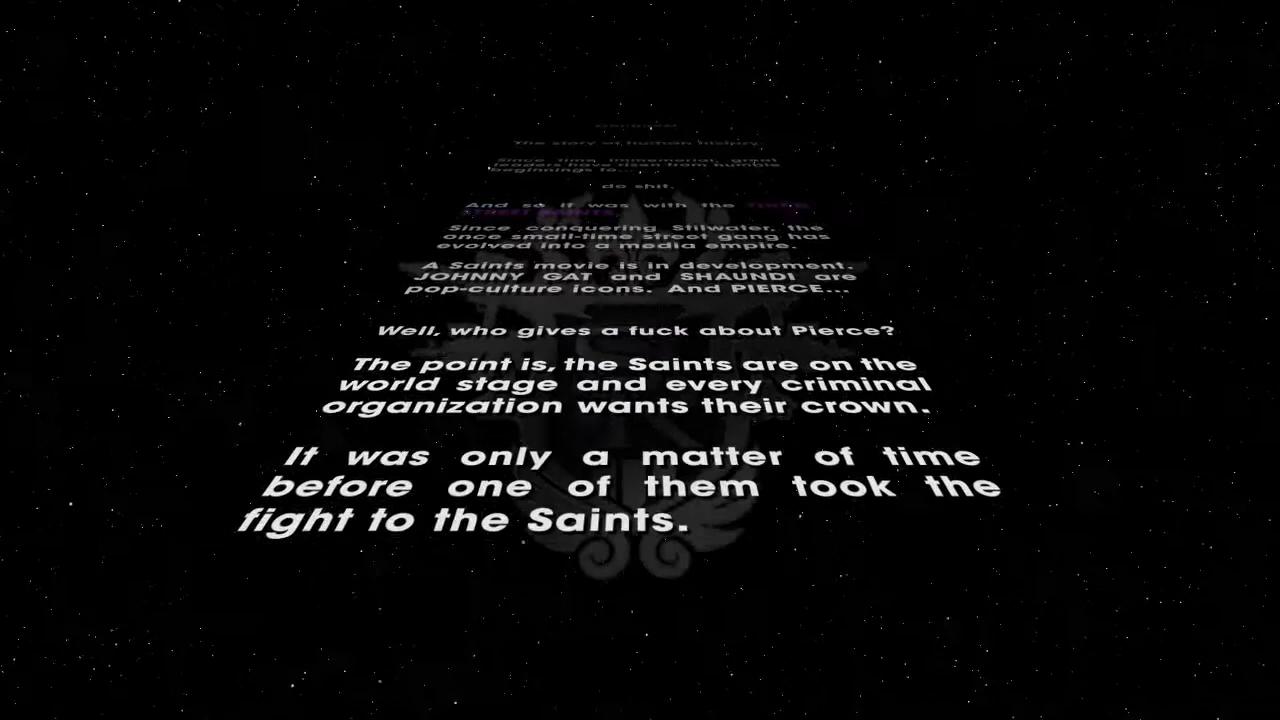 The story of human history
Since time immemorial, great
leaders have risen from humble
beginnings to...
do shit.
And so it was with the THIRD
STREET SAINTS.
Since conquering Stilwater, the
once small-time street gang has
evolved into a media empire.
A Saints movie is in development.
JOHNNY GAT and SHAUNDI are
pop-culture icons. And PIERCE...
Well, who gives a fuck about Pierce?
The point is, the Saints are on the
world stage and every criminal
organization wants their crown.
It was only a matter of time
before one of them took the
fight to the Saints.